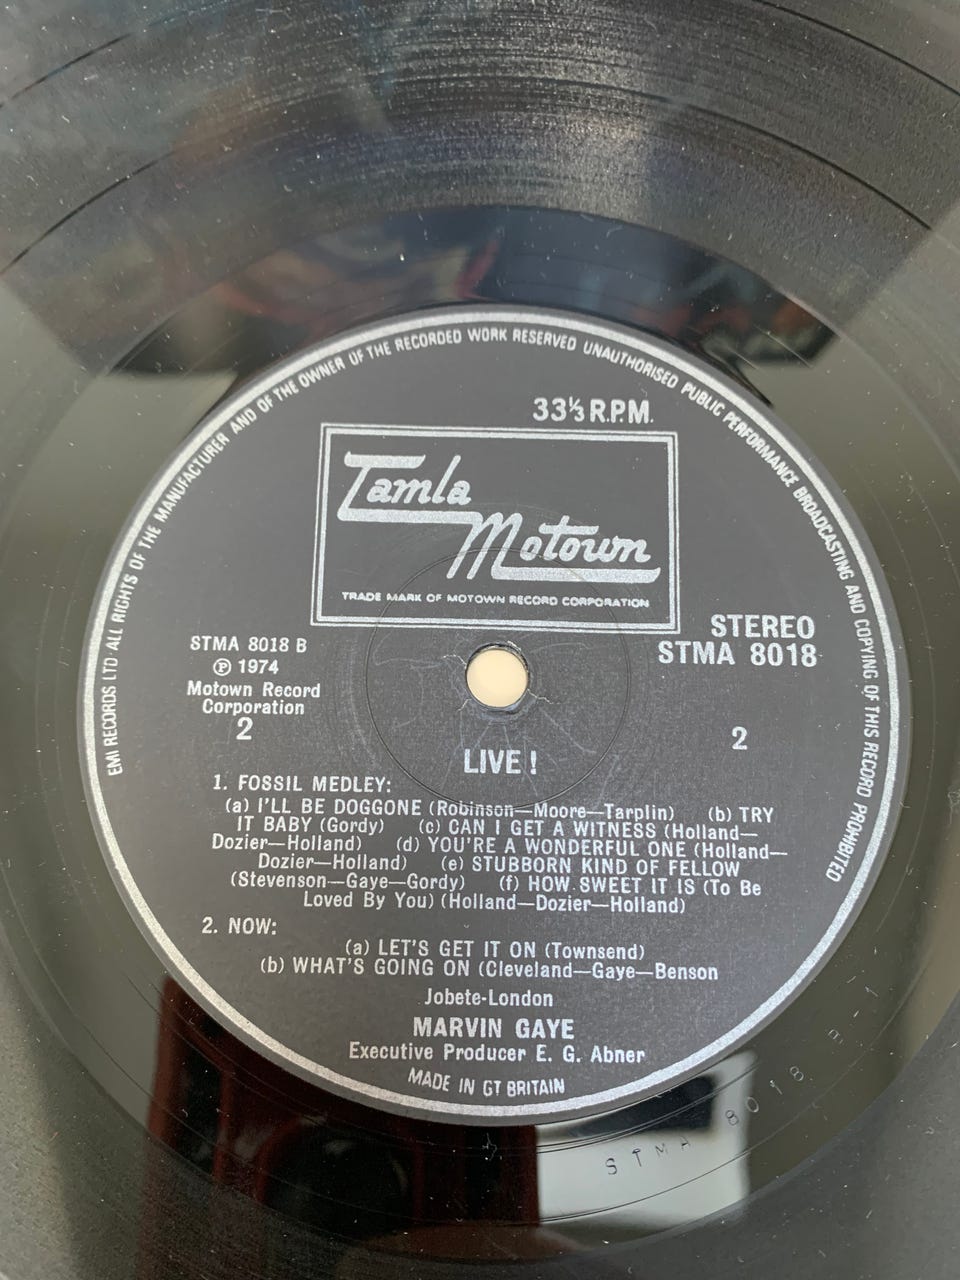 EMI RECORDS LTD ALL RIGHTS OF THE MANUFACTURER AND OF THE OWNER OF THE RECORDED WORK RESERVED UNAUTHORISED PUBLIC PERFORMANCE BROADCASTING AND COPYING OF THIS RECORD PROHIBITED
33⅓ R.P.M.
Tamla
Motown
TRADE MARK OF MOTOWN RECORD CORPORATION
STEREO
STMA 8018
STMA 8018 B
℗ 1974
Motown Record
Corporation
2
2
LIVE !
1. FOSSIL MEDLEY:
(a) I'LL BE DOGGONE (Robinson—Moore—Tarplin) (b) TRY
IT BABY (Gordy) (c) CAN I GET A WITNESS (Holland—
Dozier—Holland) (d) YOU'RE A WONDERFUL ONE (Holland—
Dozier—Holland) (e) STUBBORN KIND OF FELLOW
(Stevenson—Gaye—Gordy) (f) HOW SWEET IT IS (To Be
Loved By You) (Holland—Dozier—Holland)
2. NOW:
(a) LET'S GET IT ON (Townsend)
(b) WHAT'S GOING ON (Cleveland—Gaye—Benson
Jobete-London
MARVIN GAYE
Executive Producer E. G. Abner
MADE IN GT BRITAIN
STMA 8018 B-1